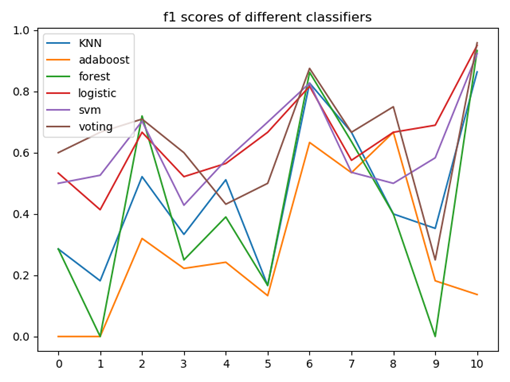 f1 scores of different classifiers
KNN
adaboost
forest
logistic
svm
voting
1.0
0.8
0.6
0.4
0.2
0.0
0 1 2 3 4 5 6 7 8 9 10